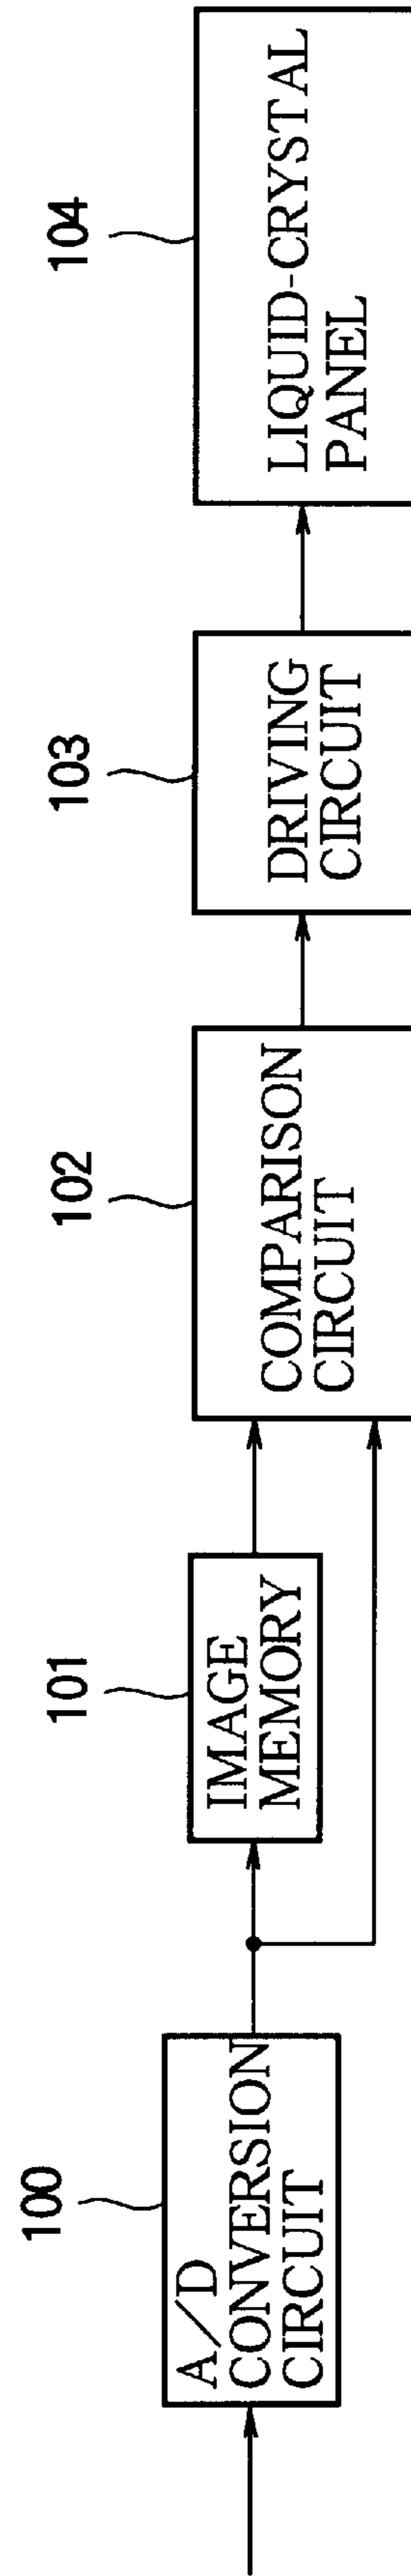 100
A/D
CONVERSION
CIRCUIT
101
IMAGE
MEMORY
102
COMPARISON
CIRCUIT
103
DRIVING
CIRCUIT
104
LIQUID-CRYSTAL
PANEL